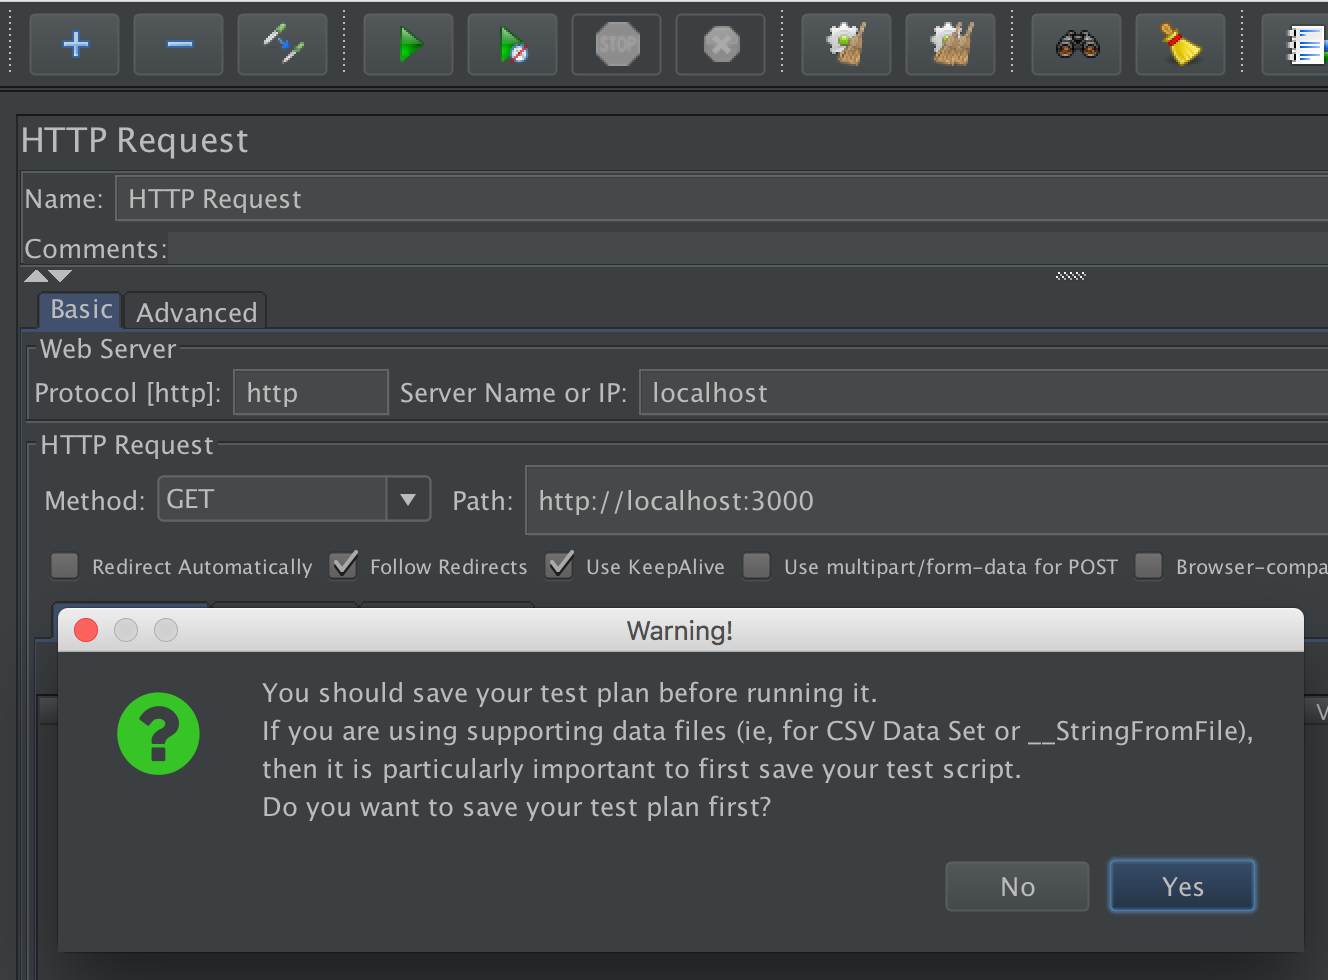 STOP
HTTP Request
Name: HTTP Request
Comments:
Basic Advanced
Web Server
Protocol [http]: http Server Name or IP: localhost
HTTP Request
Method: GET Path: http://localhost:3000
Redirect Automatically Follow Redirects Use KeepAlive Use multipart/form-data for POST Browser-compa
Warning!
You should save your test plan before running it.
If you are using supporting data files (ie, for CSV Data Set or __StringFromFile),
then it is particularly important to first save your test script.
Do you want to save your test plan first?
No Yes